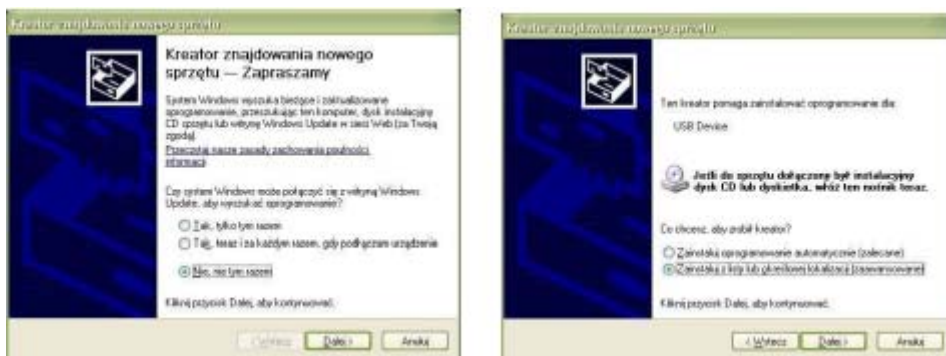 Kreator znajdowania nowego sprzętu
Kreator znajdowania nowego
sprzętu — Zapraszamy
System Windows wyszuka bieżące i zaktualizowane
oprogramowanie, przeszukując ten komputer, dysk instalacyjny
CD sprzętu lub witrynę Windows Update w sieci Web (za Twoją
zgodą).
Przeczytaj nasze zasady zachowania poufności
informacji
Czy system Windows może połączyć się z witryną Windows
Update, aby wyszukać oprogramowanie?
Tak, tylko tym razem
Tak, teraz i za każdym razem, gdy podłączam urządzenie
Nie, nie tym razem
Kliknij przycisk Dalej, aby kontynuować.
< Wstecz
Dalej >
Anuluj
Kreator znajdowania nowego sprzętu
Ten kreator pomaga zainstalować oprogramowanie dla:
USB Device
Jeśli do sprzętu dołączony był instalacyjny
dysk CD lub dyskietka, włóż ten nośnik teraz.
Co chcesz, aby zrobił kreator?
Zainstaluj oprogramowanie automatycznie (zalecane)
Zainstaluj z listy lub określonej lokalizacji (zaawansowane)
Kliknij przycisk Dalej, aby kontynuować.
< Wstecz
Dalej >
Anuluj